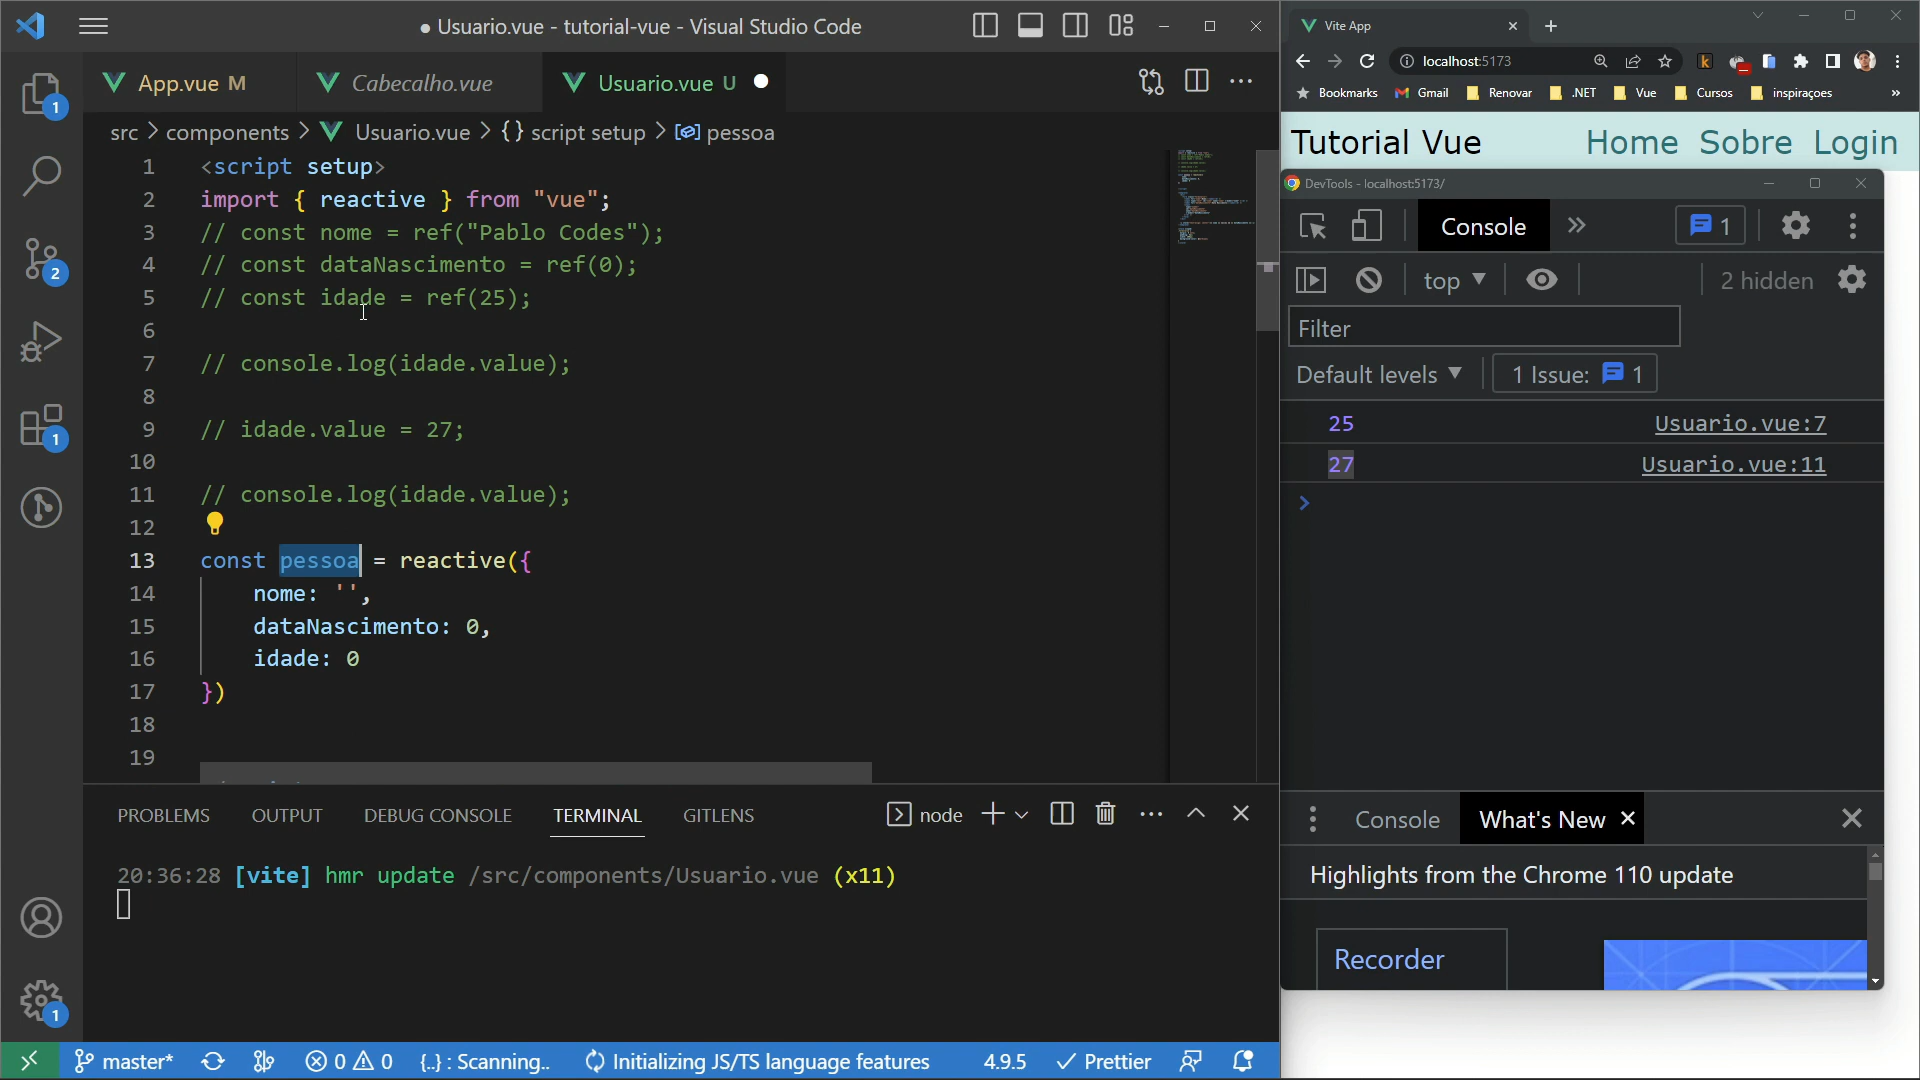 ● Usuario.vue - tutorial-vue - Visual Studio Code
App.vue M
Cabecalho.vue
Usuario.vue U
src > components > Usuario.vue > {} script setup > pessoa
1 <script setup>
2 import { reactive } from "vue";
3 // const nome = ref("Pablo Codes");
4 // const dataNascimento = ref(0);
5 // const idade = ref(25);
6
7 // console.log(idade.value);
8
9 // idade.value = 27;
10
11 // console.log(idade.value);
12
13 const pessoa = reactive({
14 nome: '',
15 dataNascimento: 0,
16 idade: 0
17 })
18
19
1
2
1
1
PROBLEMS OUTPUT DEBUG CONSOLE TERMINAL GITLENS
node
20:36:28 [vite] hmr update /src/components/Usuario.vue (x11)
master* 0 0 {..} : Scanning.. Initializing JS/TS language features 4.9.5 Prettier
Vite App
localhost:5173
Bookmarks Gmail Renovar .NET Vue Cursos inspiraçoes »
Tutorial Vue Home Sobre Login
DevTools - localhost:5173/
Console » 1
top 2 hidden
Filter
Default levels 1 Issue: 1
25 Usuario.vue:7
27 Usuario.vue:11
Console What's New
Highlights from the Chrome 110 update
Recorder